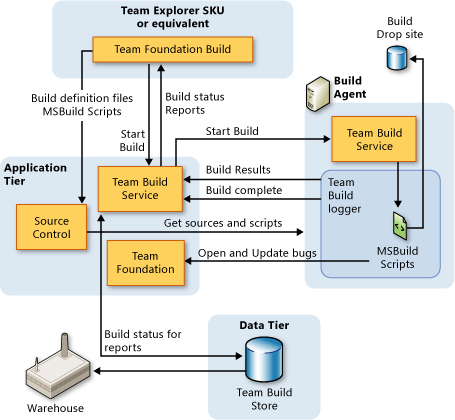 Team Explorer SKU
or equivalent
Team Foundation Build
Build
Drop site
Build definition files
MSBuild Scripts
Build status
Reports
Start
Build
Build
Agent
Start Build
Team Build
Service
Application
Tier
Team Build
Service
Build Results
Build complete
Team
Build
logger
Source
Control
Get sources and scripts
MSBuild
Scripts
Team
Foundation
Open and Update bugs
Build status for
reports
Data Tier
Team Build
Store
Warehouse